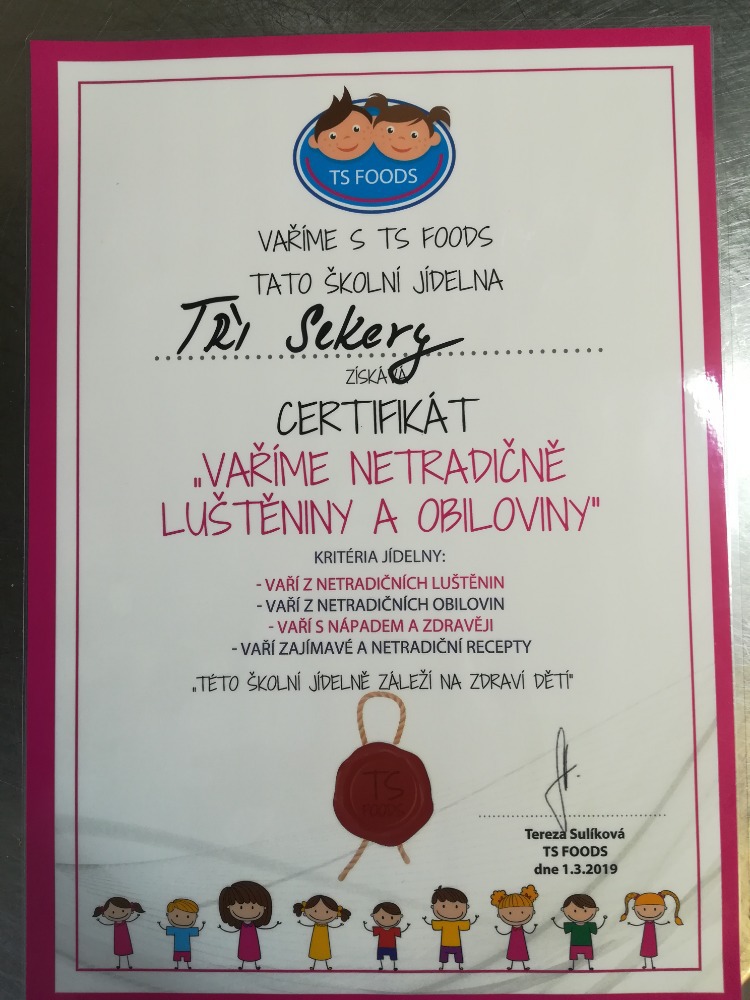 TS FOODS
VAŘÍME S TS FOODS
TATO ŠKOLNÍ JÍDELNA
Tři Sekery
ZÍSKÁVÁ
CERTIFIKÁT
„VAŘÍME NETRADIČNĚ
LUŠTĚNINY A OBILOVINY"
KRITÉRIA JÍDELNY:
- VAŘÍ Z NETRADIČNÍCH LUŠTĚNIN
- VAŘÍ Z NETRADIČNÍCH OBILOVIN
- VAŘÍ S NÁPADEM A ZDRAVĚJI
- VAŘÍ ZAJÍMAVÉ A NETRADIČNÍ RECEPTY
„TÉTO ŠKOLNÍ JÍDELNĚ ZÁLEŽÍ NA ZDRAVÍ DĚTÍ"
TS
FOODS
Tereza Sulíková
TS FOODS
dne 1.3.2019